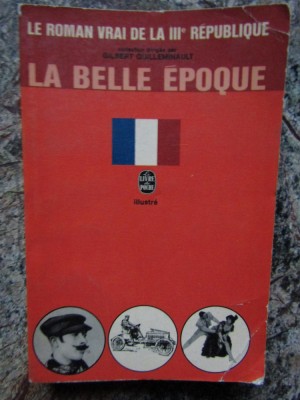 LE ROMAN VRAI DE LA IIIᵉ RÉPUBLIQUE
collection dirigée par
GILBERT GUILLEMINAULT
LA BELLE ÉPOQUE
LE LIVRE
DE
POCHE
illustré